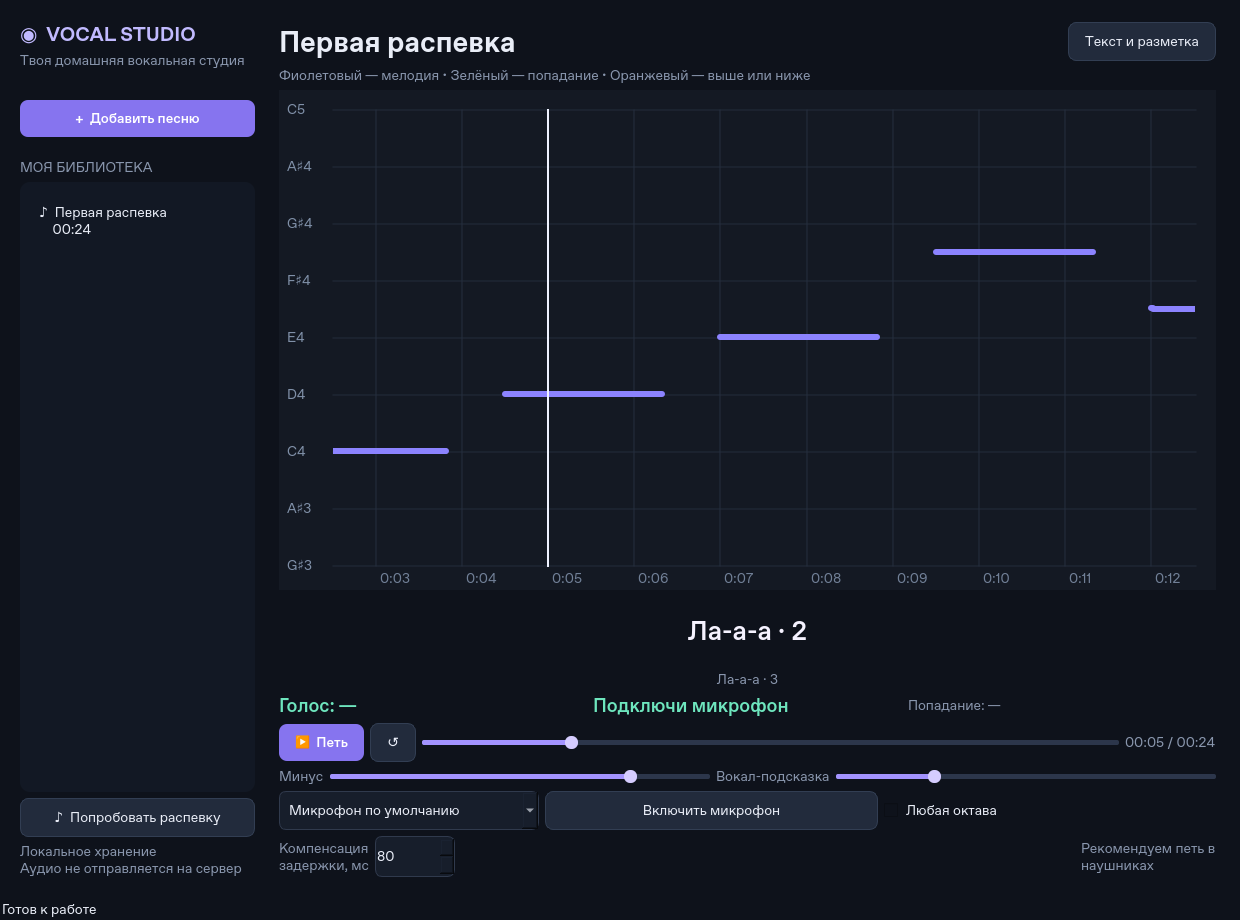 ◉ VOCAL STUDIO
Твоя домашняя вокальная студия
+ Добавить песню
МОЯ БИБЛИОТЕКА
♪ Первая распевка
00:24
♪ Попробовать распевку
Локальное хранение
Аудио не отправляется на сервер
Готов к работе
Первая распевка
Текст и разметка
Фиолетовый — мелодия • Зелёный — попадание • Оранжевый — выше или ниже
C5
A♯4
G♯4
F♯4
E4
D4
C4
A♯3
G♯3
0:03 0:04 0:05 0:06 0:07 0:08 0:09 0:10 0:11 0:12
Ла-а-а · 2
Ла-а-а · 3
Голос: — Подключи микрофон Попадание: —
▶ Петь ↺ 00:05 / 00:24
Минус Вокал-подсказка
Микрофон по умолчанию Включить микрофон Любая октава
Компенсация задержки, мс 80
Рекомендуем петь в
наушниках